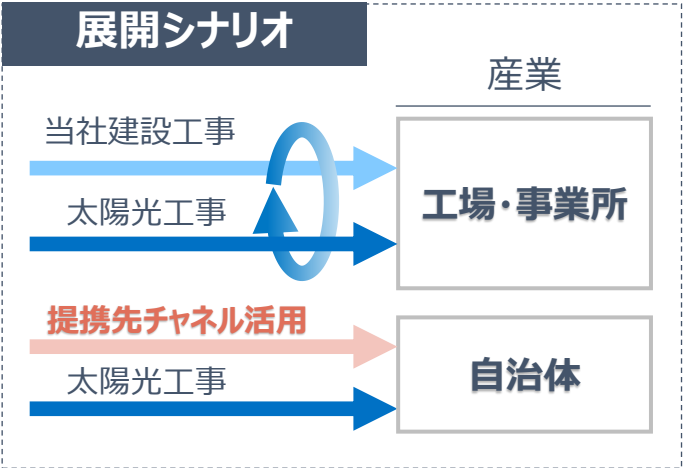 展開シナリオ
産業
当社建設工事
太陽光工事
工場・事業所
提携先チャネル活用
太陽光工事
自治体